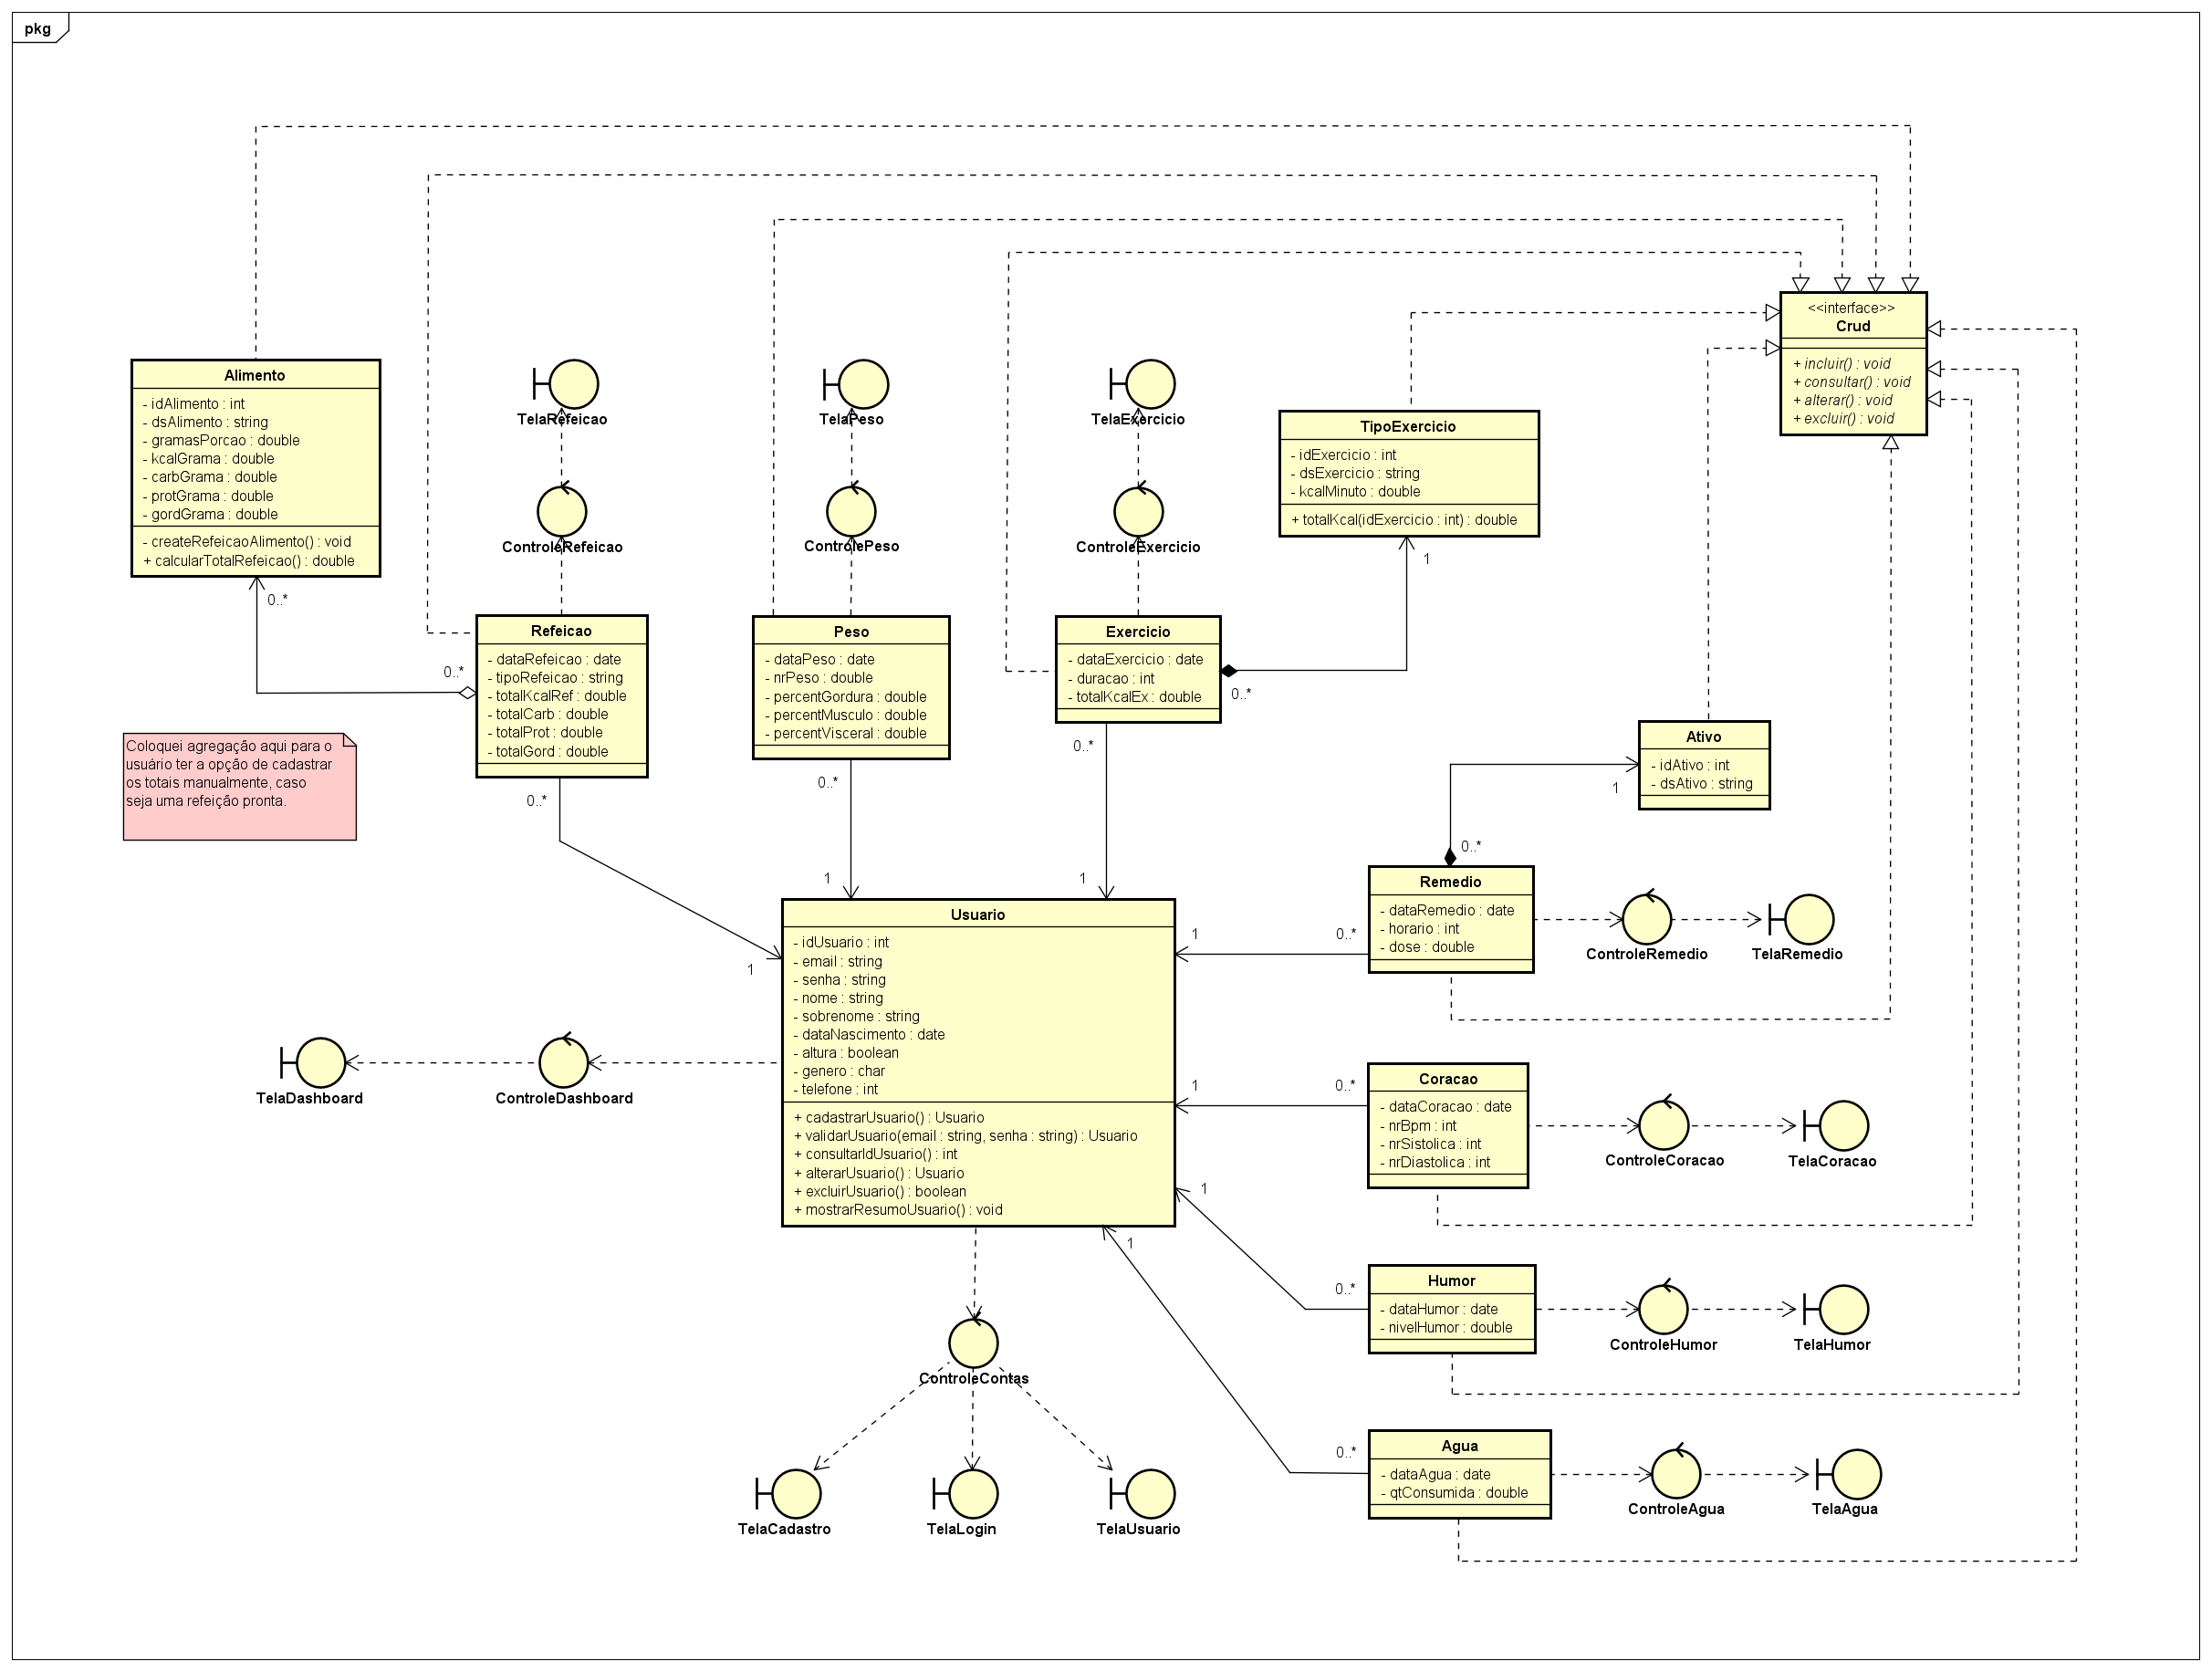 pkg
<<interface>>
Crud
+ incluir() : void
+ consultar() : void
+ alterar() : void
+ excluir() : void
Alimento
- idAlimento : int
- dsAlimento : string
- gramasPorcao : double
- kcalGrama : double
- carbGrama : double
- protGrama : double
- gordGrama : double
- createRefeicaoAlimento() : void
+ calcularTotalRefeicao() : double
0..*
TelaRefeicao
ControleRefeicao
TelaPeso
ControlePeso
TelaExercicio
ControleExercicio
TipoExercicio
- idExercicio : int
- dsExercicio : string
- kcalMinuto : double
+ totalKcal(idExercicio : int) : double
1
Refeicao
- dataRefeicao : date
- tipoRefeicao : string
- totalKcalRef : double
- totalCarb : double
- totalProt : double
- totalGord : double
0..*
0..*
Peso
- dataPeso : date
- nrPeso : double
- percentGordura : double
- percentMusculo : double
- percentVisceral : double
0..*
1
Exercicio
- dataExercicio : date
- duracao : int
- totalKcalEx : double
0..*
0..*
1
Coloquei agregação aqui para o
usuário ter a opção de cadastrar
os totais manualmente, caso
seja uma refeição pronta.
Ativo
- idAtivo : int
- dsAtivo : string
1
0..*
Remedio
- dataRemedio : date
- horario : int
- dose : double
ControleRemedio
TelaRemedio
1
0..*
Usuario
- idUsuario : int
- email : string
- senha : string
- nome : string
- sobrenome : string
- dataNascimento : date
- altura : boolean
- genero : char
- telefone : int
+ cadastrarUsuario() : Usuario
+ validarUsuario(email : string, senha : string) : Usuario
+ consultarIdUsuario() : int
+ alterarUsuario() : Usuario
+ excluirUsuario() : boolean
+ mostrarResumoUsuario() : void
1
TelaDashboard
ControleDashboard
1
0..*
Coracao
- dataCoracao : date
- nrBpm : int
- nrSistolica : int
- nrDiastolica : int
ControleCoracao
TelaCoracao
1
0..*
Humor
- dataHumor : date
- nivelHumor : double
ControleHumor
TelaHumor
1
0..*
Agua
- dataAgua : date
- qtConsumida : double
ControleAgua
TelaAgua
ControleContas
TelaCadastro
TelaLogin
TelaUsuario